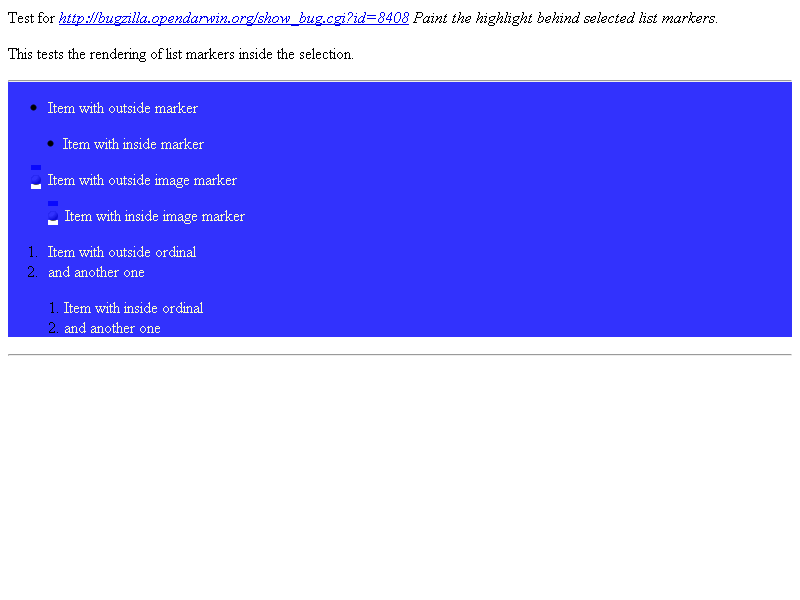 Test for http://bugzilla.opendarwin.org/show_bug.cgi?id=8408 Paint the highlight behind selected list markers.
This tests the rendering of list markers inside the selection.
• Item with outside marker
• Item with inside marker
Item with outside image marker
Item with inside image marker
1. Item with outside ordinal
2. and another one
1. Item with inside ordinal
2. and another one